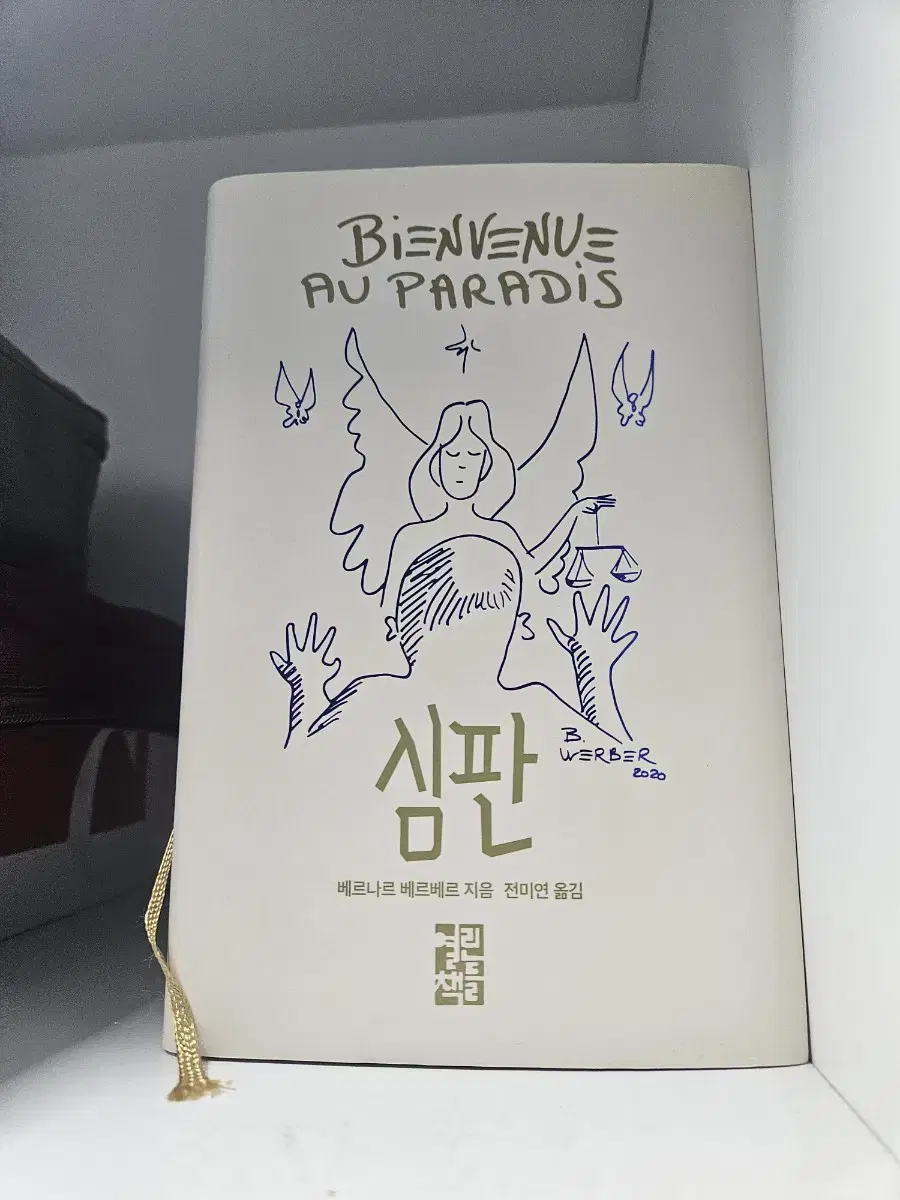 BIENVENUE
AU PARADIS
심판
B.
WERBER
2020
베르나르 베르베르 지음 전미연 옮김
열린
책들